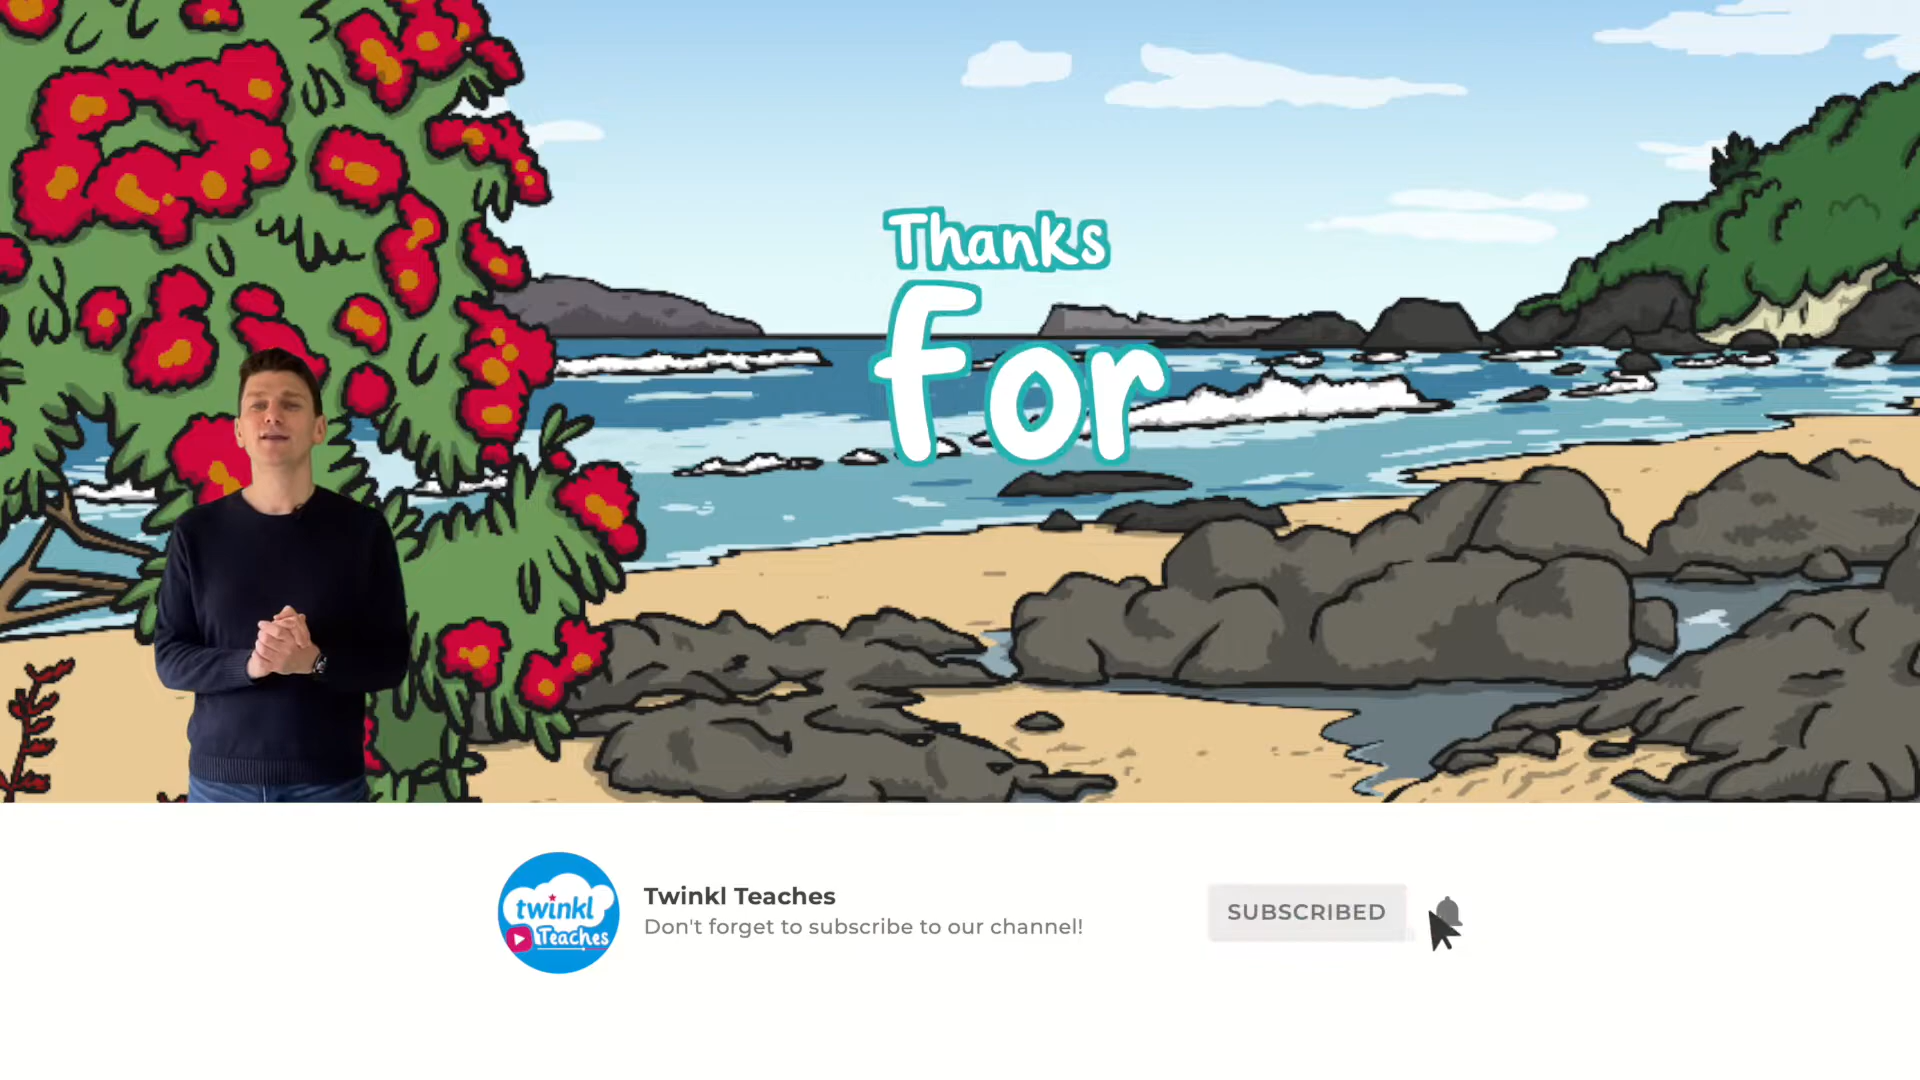 Thanks
For
twinkl
Teaches
Twinkl Teaches
Don't forget to subscribe to our channel!
SUBSCRIBED